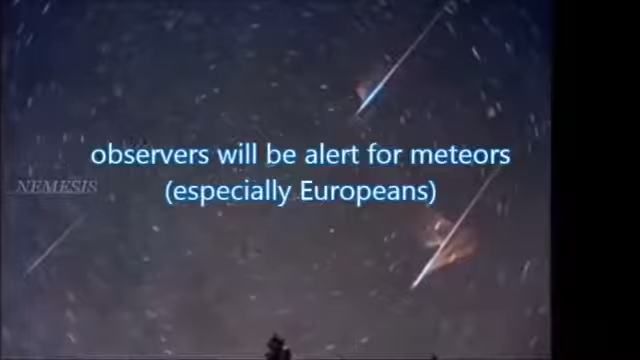 observers will be alert for meteors
NEMESIS
(especially Europeans)